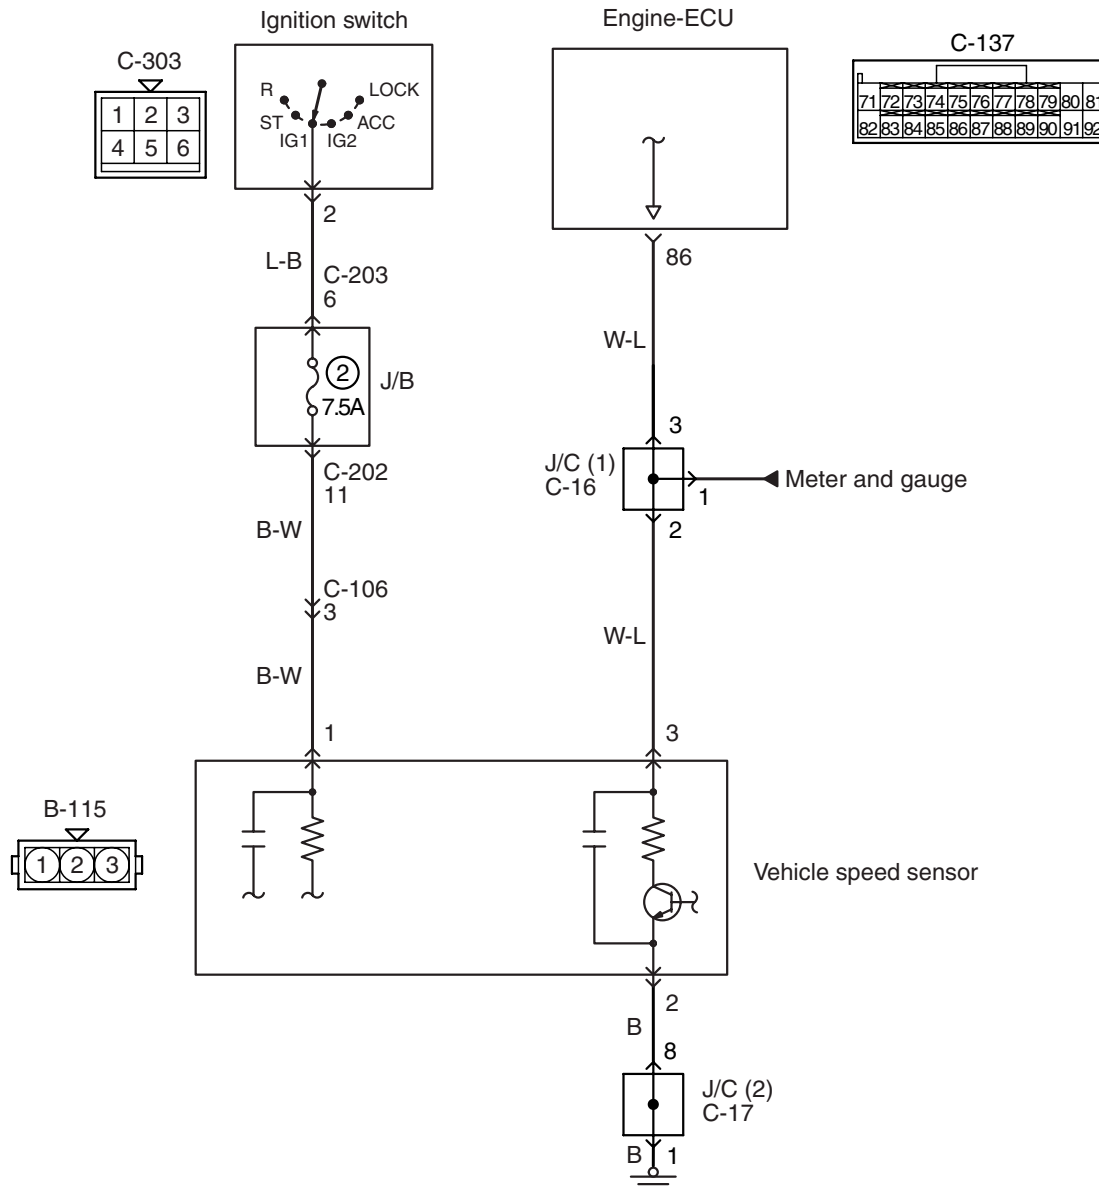 Ignition switch
Engine-ECU
C-137
C-303
R
LOCK
ST
ACC
IG1
IG2
1 2 3
4 5 6
71 72 73 74 75 76 77 78 79 80 81
82 83 84 85 86 87 88 89 90 91 92
2
86
L-B
C-203
6
W-L
2
J/B
7.5A
3
J/C (1)
C-16
Meter and gauge
1
C-202
11
2
B-W
C-106
3
W-L
B-W
1
3
B-115
1 2 3
Vehicle speed sensor
2
B
8
J/C (2)
C-17
B
1